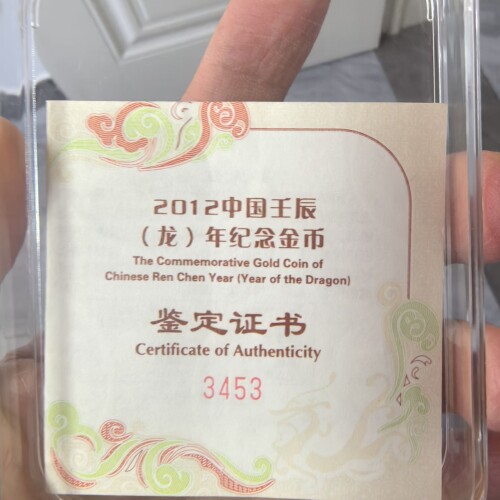 2012中国壬辰
（龙）年纪念金币
The Commemorative Gold Coin of
Chinese Ren Chen Year (Year of the Dragon)
鉴定证书
Certificate of Authenticity
3453